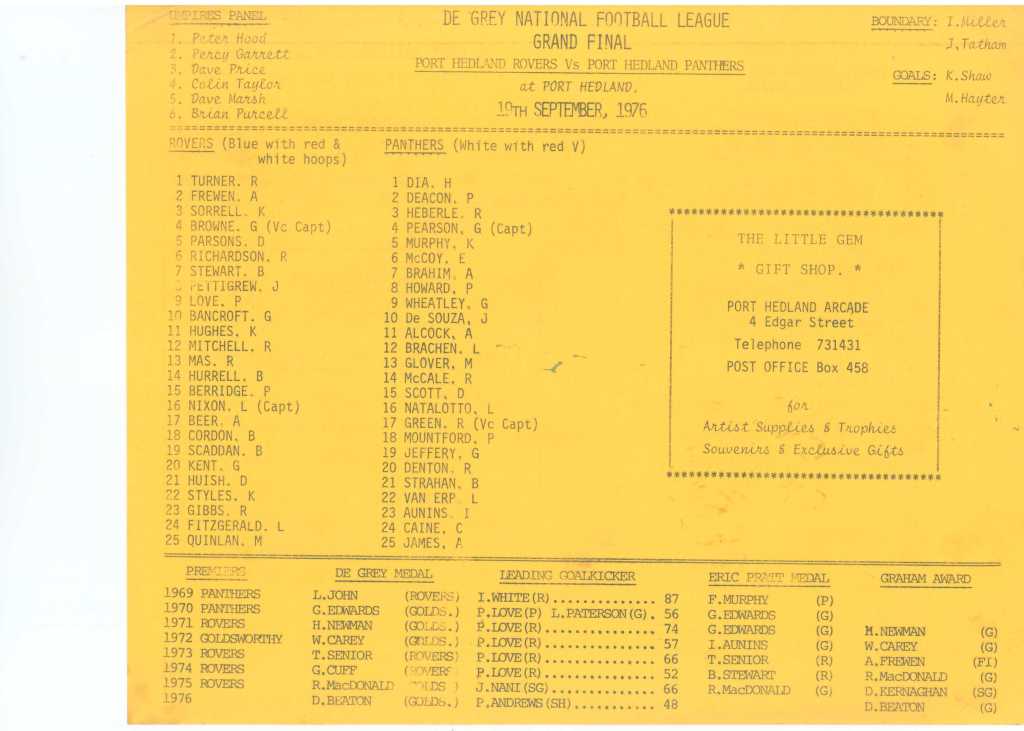 UMPIRES PANEL
1. Peter Hood
2. Percy Garrett
3. Dave Price
4. Colin Taylor
5. Dave Marsh
6. Brian Purcell
DE GREY NATIONAL FOOTBALL LEAGUE
GRAND FINAL
PORT HEDLAND ROVERS Vs PORT HEDLAND PANTHERS
at PORT HEDLAND.
19TH SEPTEMBER, 1976
BOUNDARY: I.Miller
J.Tatham
GOALS: K.Shaw
M.Hayter
ROVERS (Blue with red &
white hoops)
1 TURNER. R
2 FREWEN. A
3 SORRELL. K
4 BROWNE. G (Vc Capt)
5 PARSONS. D
6 RICHARDSON. R
7 STEWART. B
8 PETTIGREW. J
9 LOVE. P
10 BANCROFT. G
11 HUGHES. K
12 MITCHELL. R
13 MAS. R
14 HURRELL. B
15 BERRIDGE. P
16 NIXON. L (Capt)
17 BEER. A
18 CORDON. B
19 SCADDAN. B
20 KENT. G
21 HUISH. D
22 STYLES. K
23 GIBBS. R
24 FITZGERALD. L
25 QUINLAN. M
PANTHERS (White with red V)
1 DIA. H
2 DEACON. P
3 HEBERLE. R
4 PEARSON. G (Capt)
5 MURPHY. K
6 McCOY. E
7 BRAHIM. A
8 HOWARD. P
9 WHEATLEY. G
10 De SOUZA. J
11 ALCOCK. A
12 BRACHEN. L
13 GLOVER. M
14 McCALE. R
15 SCOTT. D
16 NATALOTTO. L
17 GREEN. R (Vc Capt)
18 MOUNTFORD. P
19 JEFFERY. G
20 DENTON. R
21 STRAHAN. B
22 VAN ERP. L
23 AUNINS. I
24 CAINE. C
25 JAMES. A
THE LITTLE GEM
* GIFT SHOP. *
PORT HEDLAND ARCADE
4 Edgar Street
Telephone 731431
POST OFFICE Box 458
for
Artist Supplies & Trophies
Souvenirs & Exclusive Gifts
PREMIERS DE GREY MEDAL LEADING GOALKICKER ERIC PRATT MEDAL GRAHAM AWARD
1969 PANTHERS L.JOHN (ROVERS) I.WHITE(R).............. 87 F.MURPHY (P)
1970 PANTHERS G.EDWARDS (GOLDS.) P.LOVE(P) L.PATERSON(G). 56 G.EDWARDS (G)
1971 ROVERS H.NEWMAN (GOLDS.) P.LOVE(R)............... 74 G.EDWARDS (G) M.NEWMAN (G)
1972 GOLDSWORTHY W.CAREY (GOLDS.) P.LOVE(R)............... 57 I.AUNINS (G) W.CAREY (G)
1973 ROVERS T.SENIOR (ROVERS) P.LOVE(R)............... 66 T.SENIOR (R) A.FREWEN (FI)
1974 ROVERS G.CUFF (ROVERS) P.LOVE(R)............... 52 B.STEWART (R) R.MacDONALD (G)
1975 ROVERS R.MacDONALD (GOLDS.) J.NANI(SG).............. 66 R.MacDONALD (G) D.KERNAGHAN (SG)
1976 D.BEATON (GOLDS.) P.ANDREWS(SH)........... 48 D.BEATON (G)